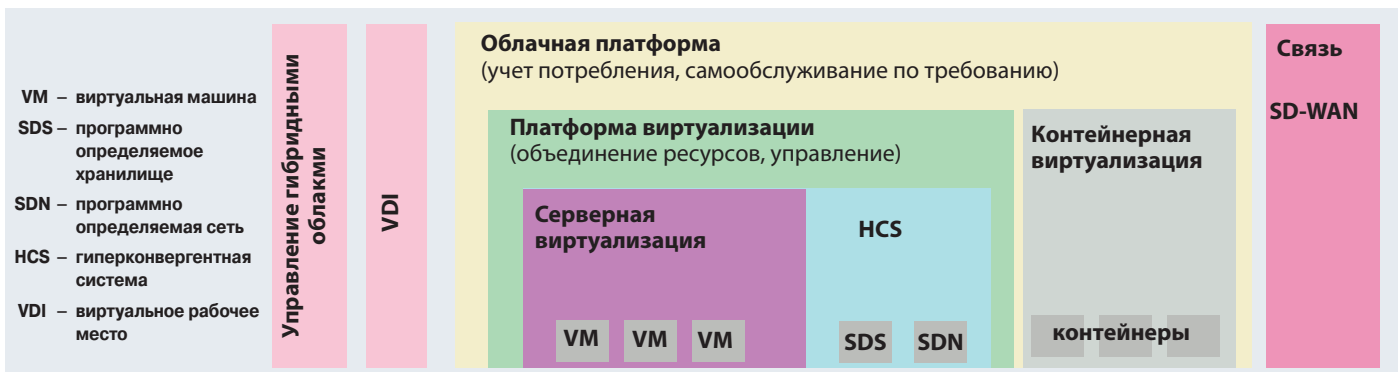 VM – виртуальная машина
SDS – программно
определяемое
хранилище
SDN – программно
определяемая сеть
HCS – гиперконвергентная
система
VDI – виртуальное рабочее
место
Управление гибридными
облакми
VDI
Облачная платформа
(учет потребления, самообслуживание по требованию)
Платформа виртуализации
(объединение ресурсов, управление)
Серверная
виртуализация
VM VM VM
HCS
SDS SDN
Контейнерная
виртуализация
контейнеры
Связь
SD-WAN